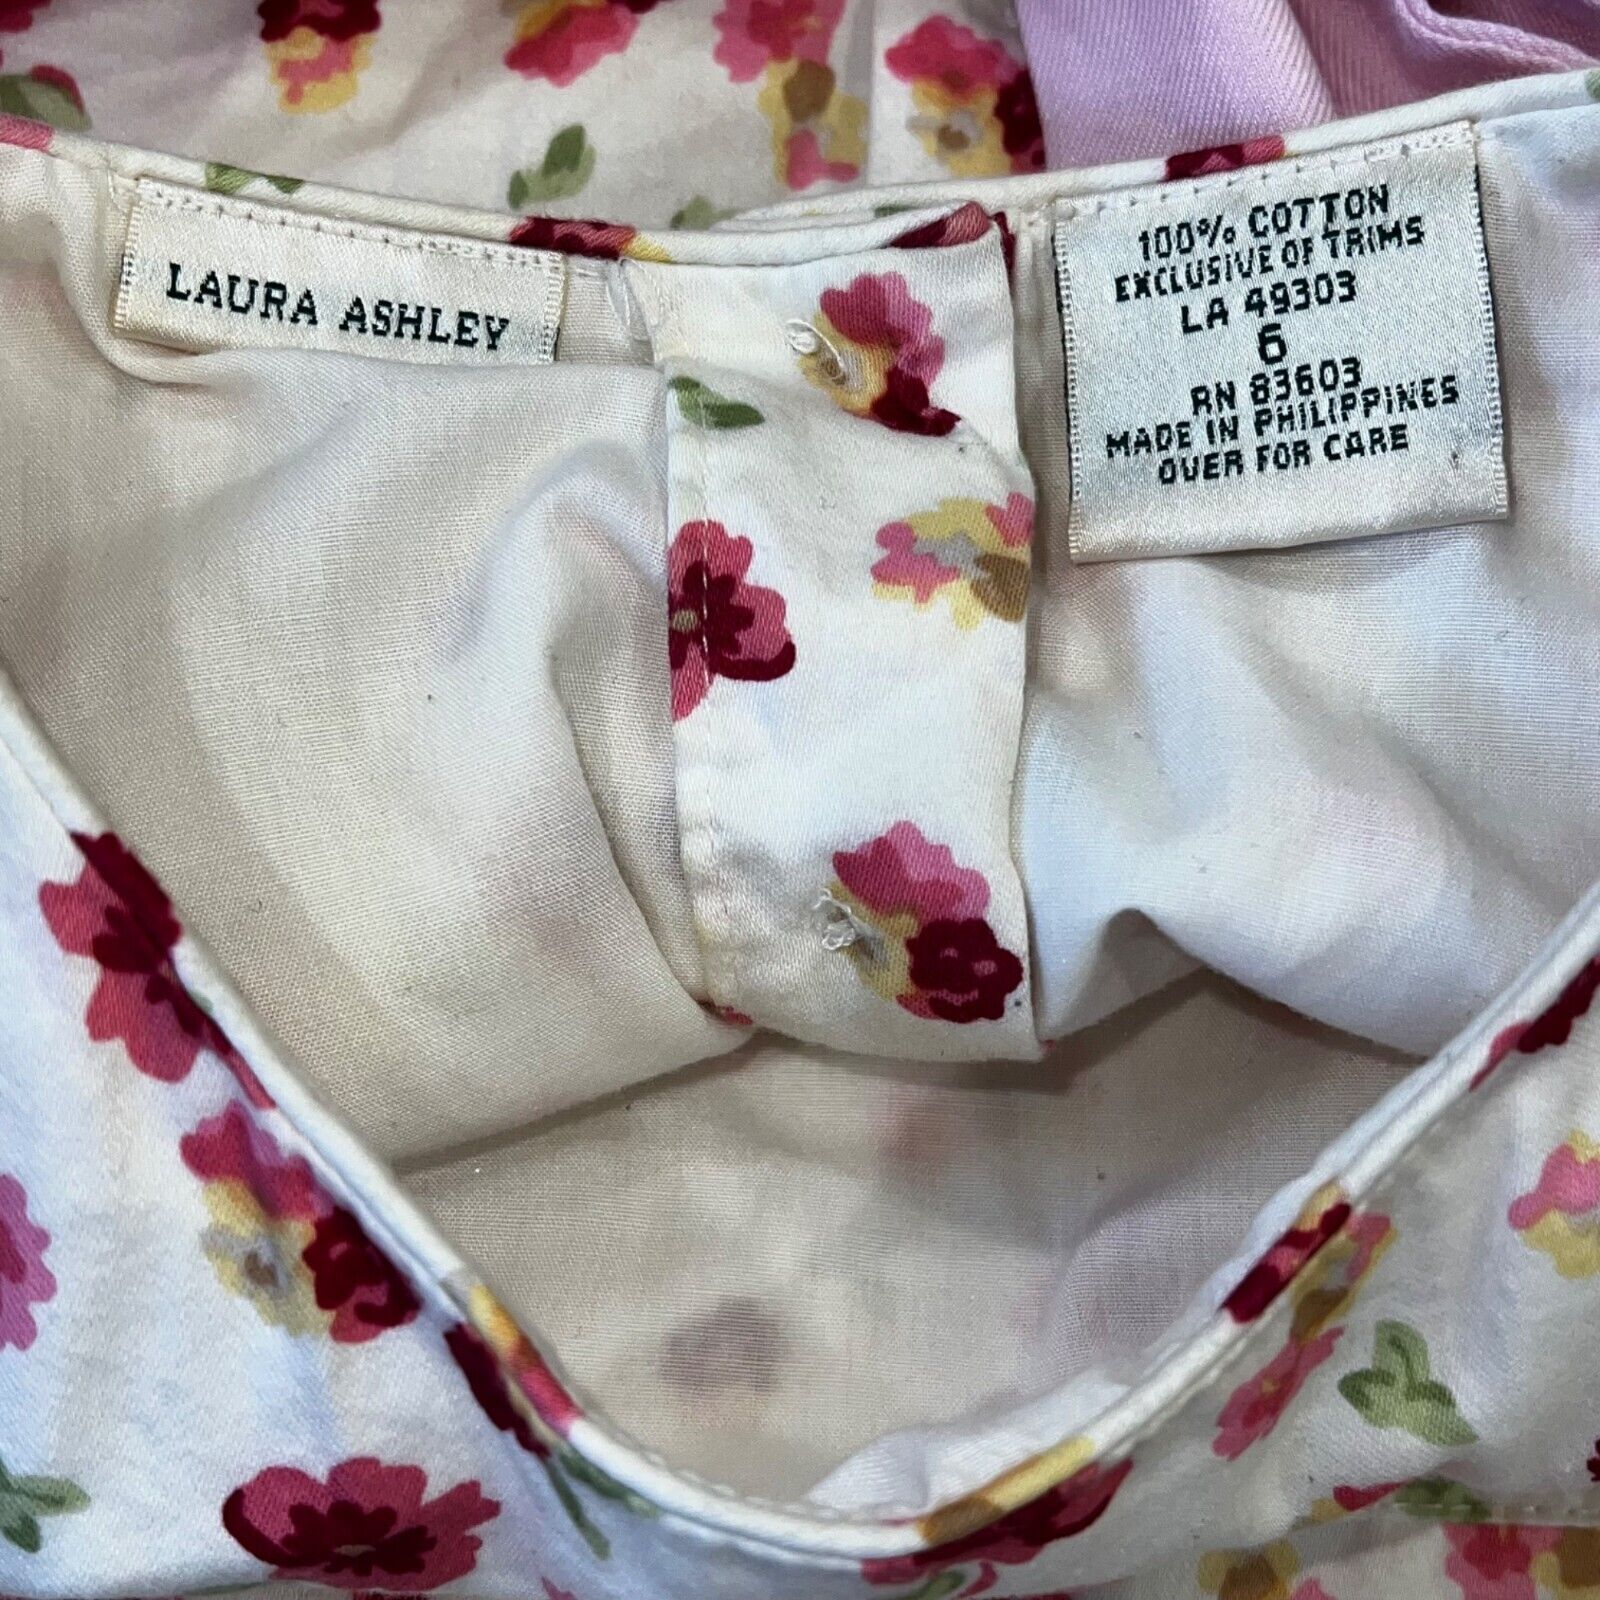 LAURA ASHLEY
100% COTTON
EXCLUSIVE OF TRIMS
LA 49303
6
RN 83603
MADE IN PHILIPPINES
OVER FOR CARE